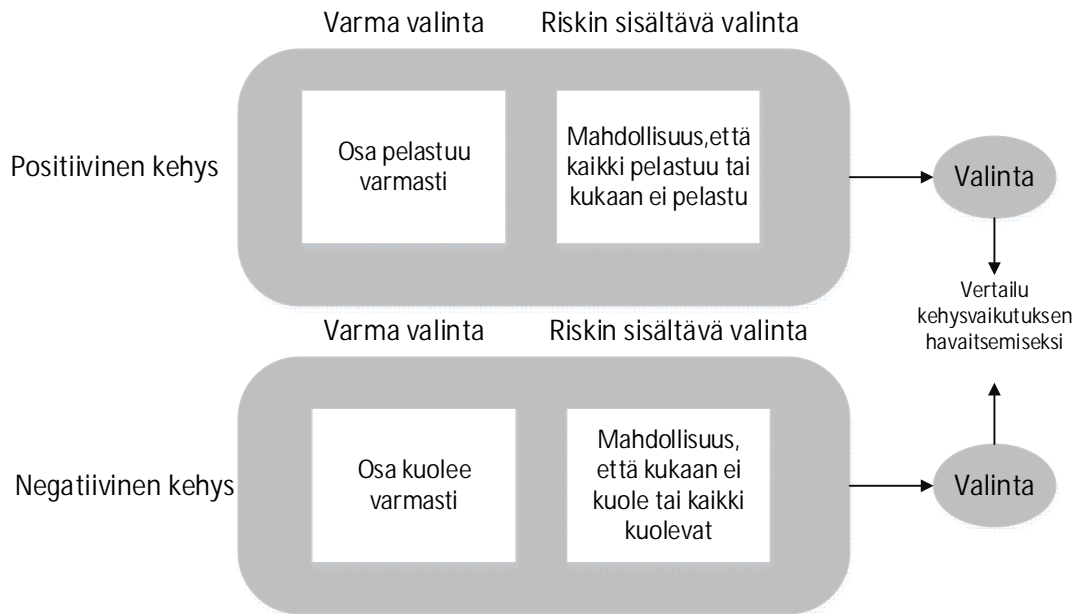 Varma valinta
Riskin sisältävä valinta
Positiivinen kehys
Osa pelastuu
varmasti
Mahdollisuus,että
kaikki pelastuu tai
kukaan ei pelastu
Valinta
Vertailu
kehysvaikutuksen
havaitsemiseksi
Varma valinta
Riskin sisältävä valinta
Negatiivinen kehys
Osa kuolee
varmasti
Mahdollisuus,
että kukaan ei
kuole tai kaikki
kuolevat
Valinta